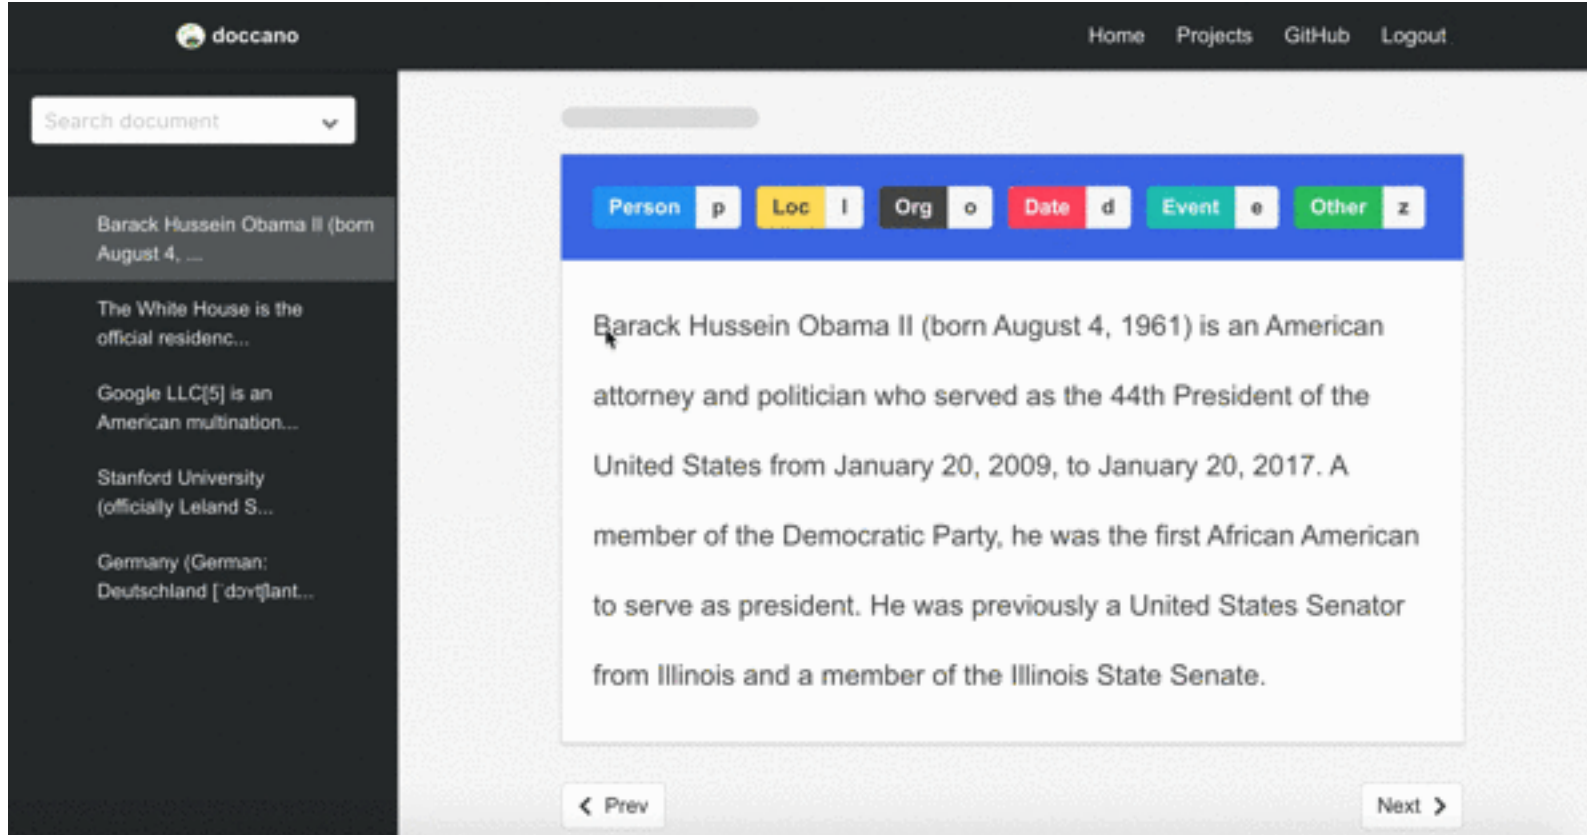 doccano
Home Projects GitHub Logout
Search document
Barack Hussein Obama II (born
August 4, ...
The White House is the
official residenc...
Google LLC[5] is an
American multination...
Stanford University
(officially Leland S...
Germany (German:
Deutschland [ˈdɔʏtʃlant...
Person p Loc l Org o Date d Event e Other z
Barack Hussein Obama II (born August 4, 1961) is an American
attorney and politician who served as the 44th President of the
United States from January 20, 2009, to January 20, 2017. A
member of the Democratic Party, he was the first African American
to serve as president. He was previously a United States Senator
from Illinois and a member of the Illinois State Senate.
Prev
Next